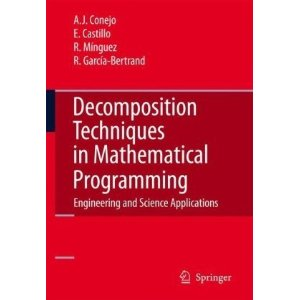 A.J. Conejo
E. Castillo
R. Mínguez
R. García-Bertrand
Decomposition
Techniques
in Mathematical
Programming
Engineering and Science Applications
Springer